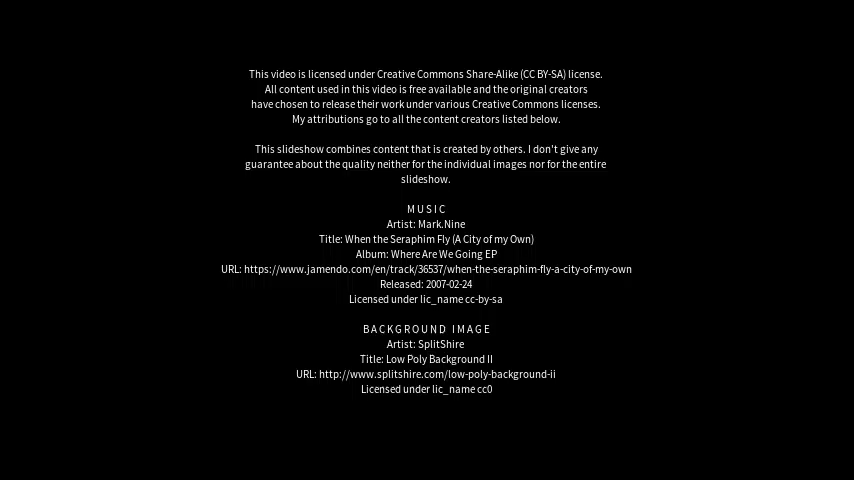 This video is licensed under Creative Commons Share-Alike (CC BY-SA) license.
All content used in this video is free available and the original creators
have chosen to release their work under various Creative Commons licenses.
My attributions go to all the content creators listed below.
This slideshow combines content that is created by others. I don't give any
guarantee about the quality neither for the individual images nor for the entire
slideshow.
MUSIC
Artist: Mark.Nine
Title: When the Seraphim Fly (A City of my Own)
Album: Where Are We Going EP
URL: https://www.jamendo.com/en/track/36537/when-the-seraphim-fly-a-city-of-my-own
Released: 2007-02-24
Licensed under lic_name cc-by-sa
BACKGROUND IMAGE
Artist: SplitShire
Title: Low Poly Background II
URL: http://www.splitshire.com/low-poly-background-ii
Licensed under lic_name cc0